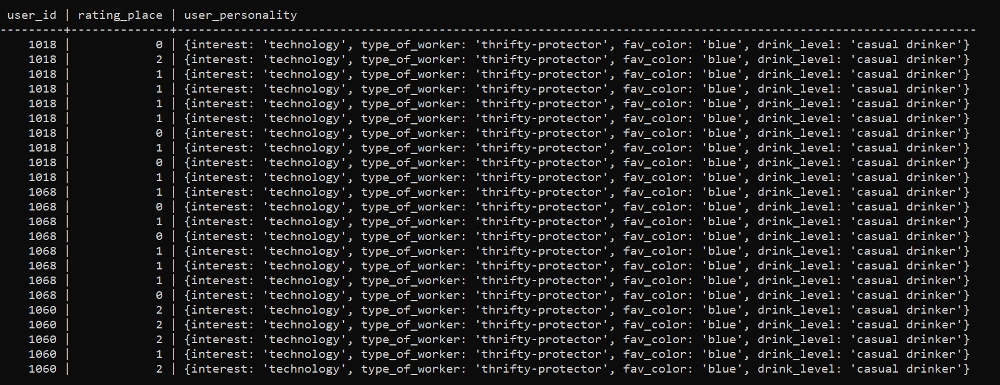 user_id | rating_place | user_personality
---------+--------------+------------------------------------------------------------------------------------------------------------------
1018 | 0 | {interest: 'technology', type_of_worker: 'thrifty-protector', fav_color: 'blue', drink_level: 'casual drinker'}
1018 | 2 | {interest: 'technology', type_of_worker: 'thrifty-protector', fav_color: 'blue', drink_level: 'casual drinker'}
1018 | 1 | {interest: 'technology', type_of_worker: 'thrifty-protector', fav_color: 'blue', drink_level: 'casual drinker'}
1018 | 1 | {interest: 'technology', type_of_worker: 'thrifty-protector', fav_color: 'blue', drink_level: 'casual drinker'}
1018 | 1 | {interest: 'technology', type_of_worker: 'thrifty-protector', fav_color: 'blue', drink_level: 'casual drinker'}
1018 | 1 | {interest: 'technology', type_of_worker: 'thrifty-protector', fav_color: 'blue', drink_level: 'casual drinker'}
1018 | 0 | {interest: 'technology', type_of_worker: 'thrifty-protector', fav_color: 'blue', drink_level: 'casual drinker'}
1018 | 1 | {interest: 'technology', type_of_worker: 'thrifty-protector', fav_color: 'blue', drink_level: 'casual drinker'}
1018 | 0 | {interest: 'technology', type_of_worker: 'thrifty-protector', fav_color: 'blue', drink_level: 'casual drinker'}
1018 | 1 | {interest: 'technology', type_of_worker: 'thrifty-protector', fav_color: 'blue', drink_level: 'casual drinker'}
1068 | 1 | {interest: 'technology', type_of_worker: 'thrifty-protector', fav_color: 'blue', drink_level: 'casual drinker'}
1068 | 0 | {interest: 'technology', type_of_worker: 'thrifty-protector', fav_color: 'blue', drink_level: 'casual drinker'}
1068 | 1 | {interest: 'technology', type_of_worker: 'thrifty-protector', fav_color: 'blue', drink_level: 'casual drinker'}
1068 | 0 | {interest: 'technology', type_of_worker: 'thrifty-protector', fav_color: 'blue', drink_level: 'casual drinker'}
1068 | 1 | {interest: 'technology', type_of_worker: 'thrifty-protector', fav_color: 'blue', drink_level: 'casual drinker'}
1068 | 1 | {interest: 'technology', type_of_worker: 'thrifty-protector', fav_color: 'blue', drink_level: 'casual drinker'}
1068 | 1 | {interest: 'technology', type_of_worker: 'thrifty-protector', fav_color: 'blue', drink_level: 'casual drinker'}
1068 | 0 | {interest: 'technology', type_of_worker: 'thrifty-protector', fav_color: 'blue', drink_level: 'casual drinker'}
1060 | 2 | {interest: 'technology', type_of_worker: 'thrifty-protector', fav_color: 'blue', drink_level: 'casual drinker'}
1060 | 2 | {interest: 'technology', type_of_worker: 'thrifty-protector', fav_color: 'blue', drink_level: 'casual drinker'}
1060 | 2 | {interest: 'technology', type_of_worker: 'thrifty-protector', fav_color: 'blue', drink_level: 'casual drinker'}
1060 | 1 | {interest: 'technology', type_of_worker: 'thrifty-protector', fav_color: 'blue', drink_level: 'casual drinker'}
1060 | 2 | {interest: 'technology', type_of_worker: 'thrifty-protector', fav_color: 'blue', drink_level: 'casual drinker'}